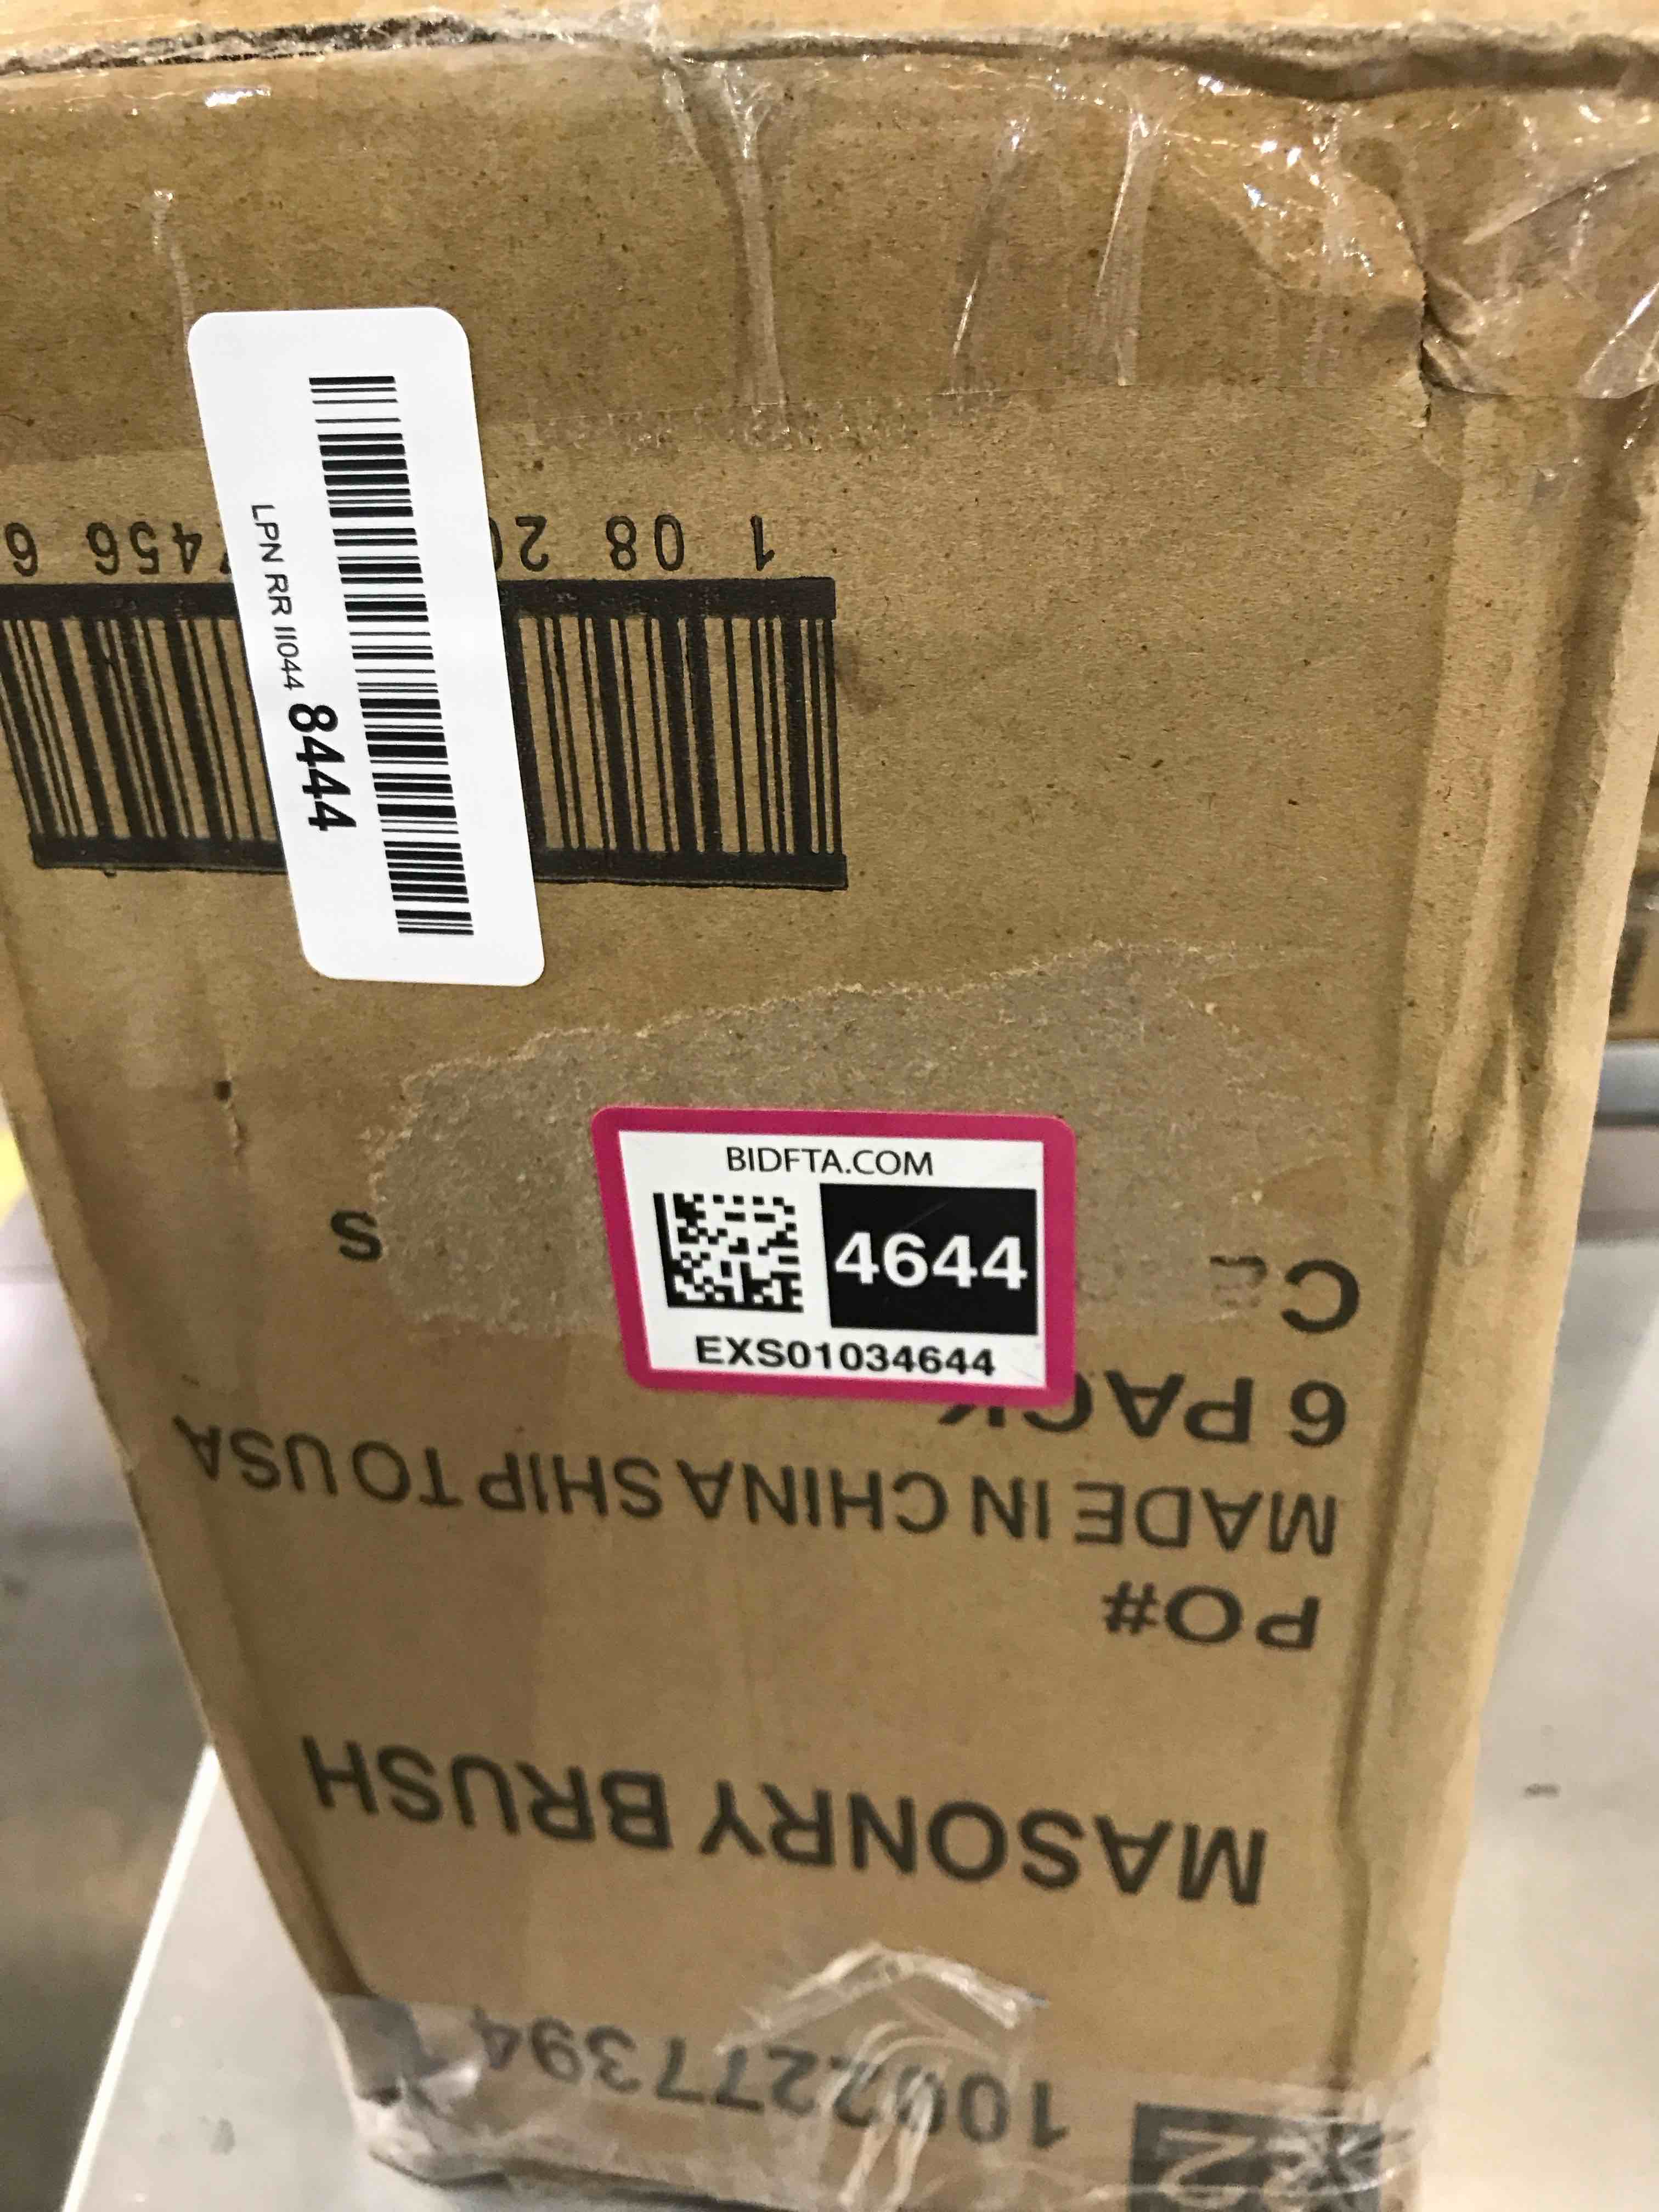 1 08 20
456 6
LPN RR II044 8444
BIDFTA.COM
4644
EXS01034644
S
C
6 PACK
MADE IN CHINA SHIP TO USA
PO#
MASONRY BRUSH
1002277394